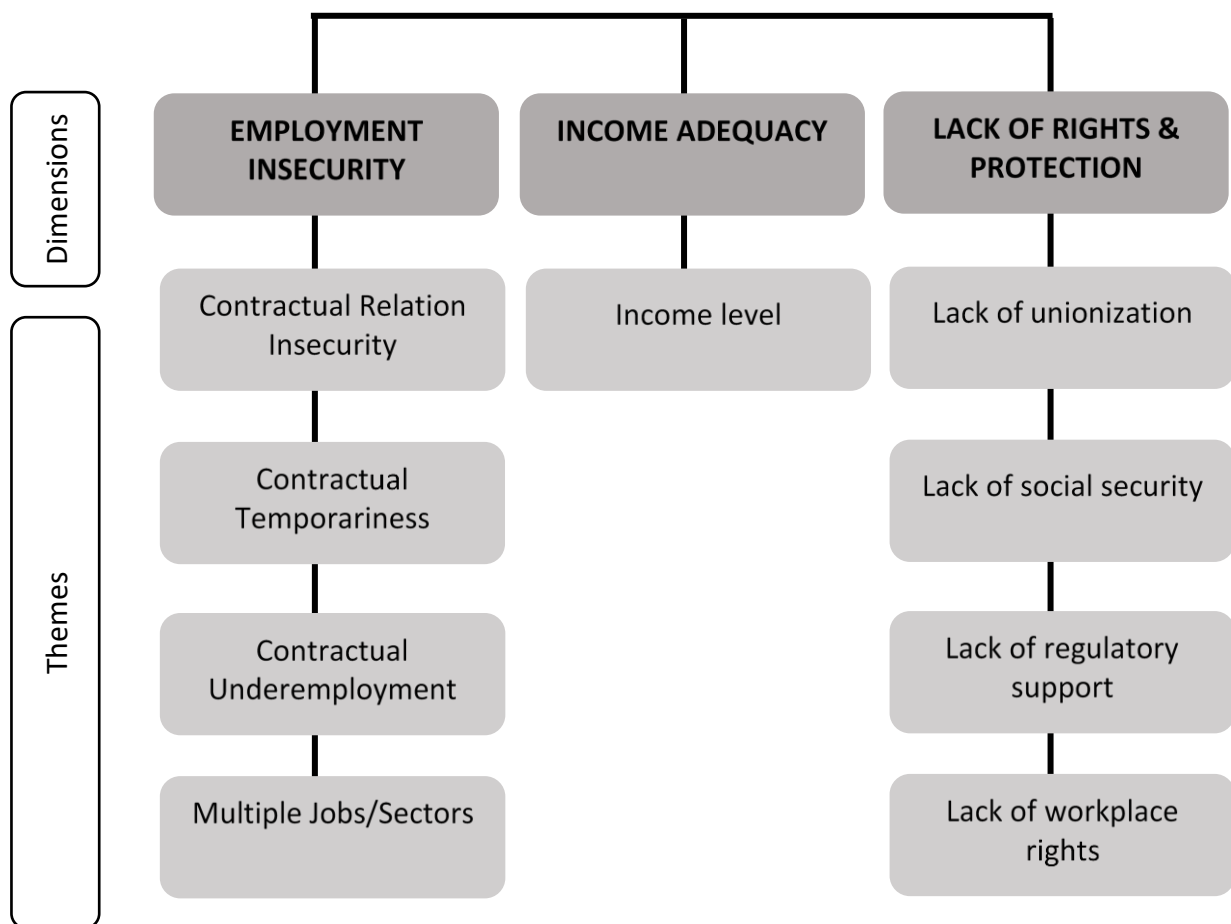 Dimensions
EMPLOYMENT
INSECURITY
INCOME ADEQUACY
LACK OF RIGHTS &
PROTECTION
Themes
Contractual Relation
Insecurity
Income level
Lack of unionization
Contractual
Temporariness
Lack of social security
Contractual
Underemployment
Lack of regulatory
support
Multiple Jobs/Sectors
Lack of workplace
rights